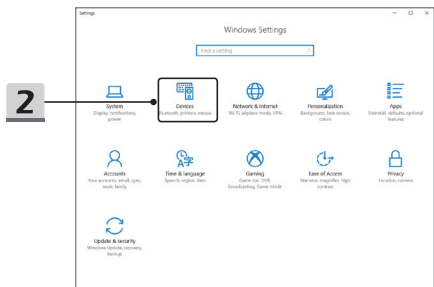 Settings
Windows Settings
Find a setting
2
System
Display, notifications,
power
Devices
Bluetooth, printers, mouse
Network & Internet
Wi-Fi, airplane mode, VPN
Personalization
Background, lock screen,
colors
Apps
Uninstall, defaults, optional
features
Accounts
Your accounts, email, sync,
work, family
Time & language
Speech, region, date
Gaming
Game bar, DVR,
broadcasting, Game Mode
Ease of Access
Narrator, magnifier, high
contrast
Privacy
Location, camera
Update & security
Windows Update, recovery,
backup